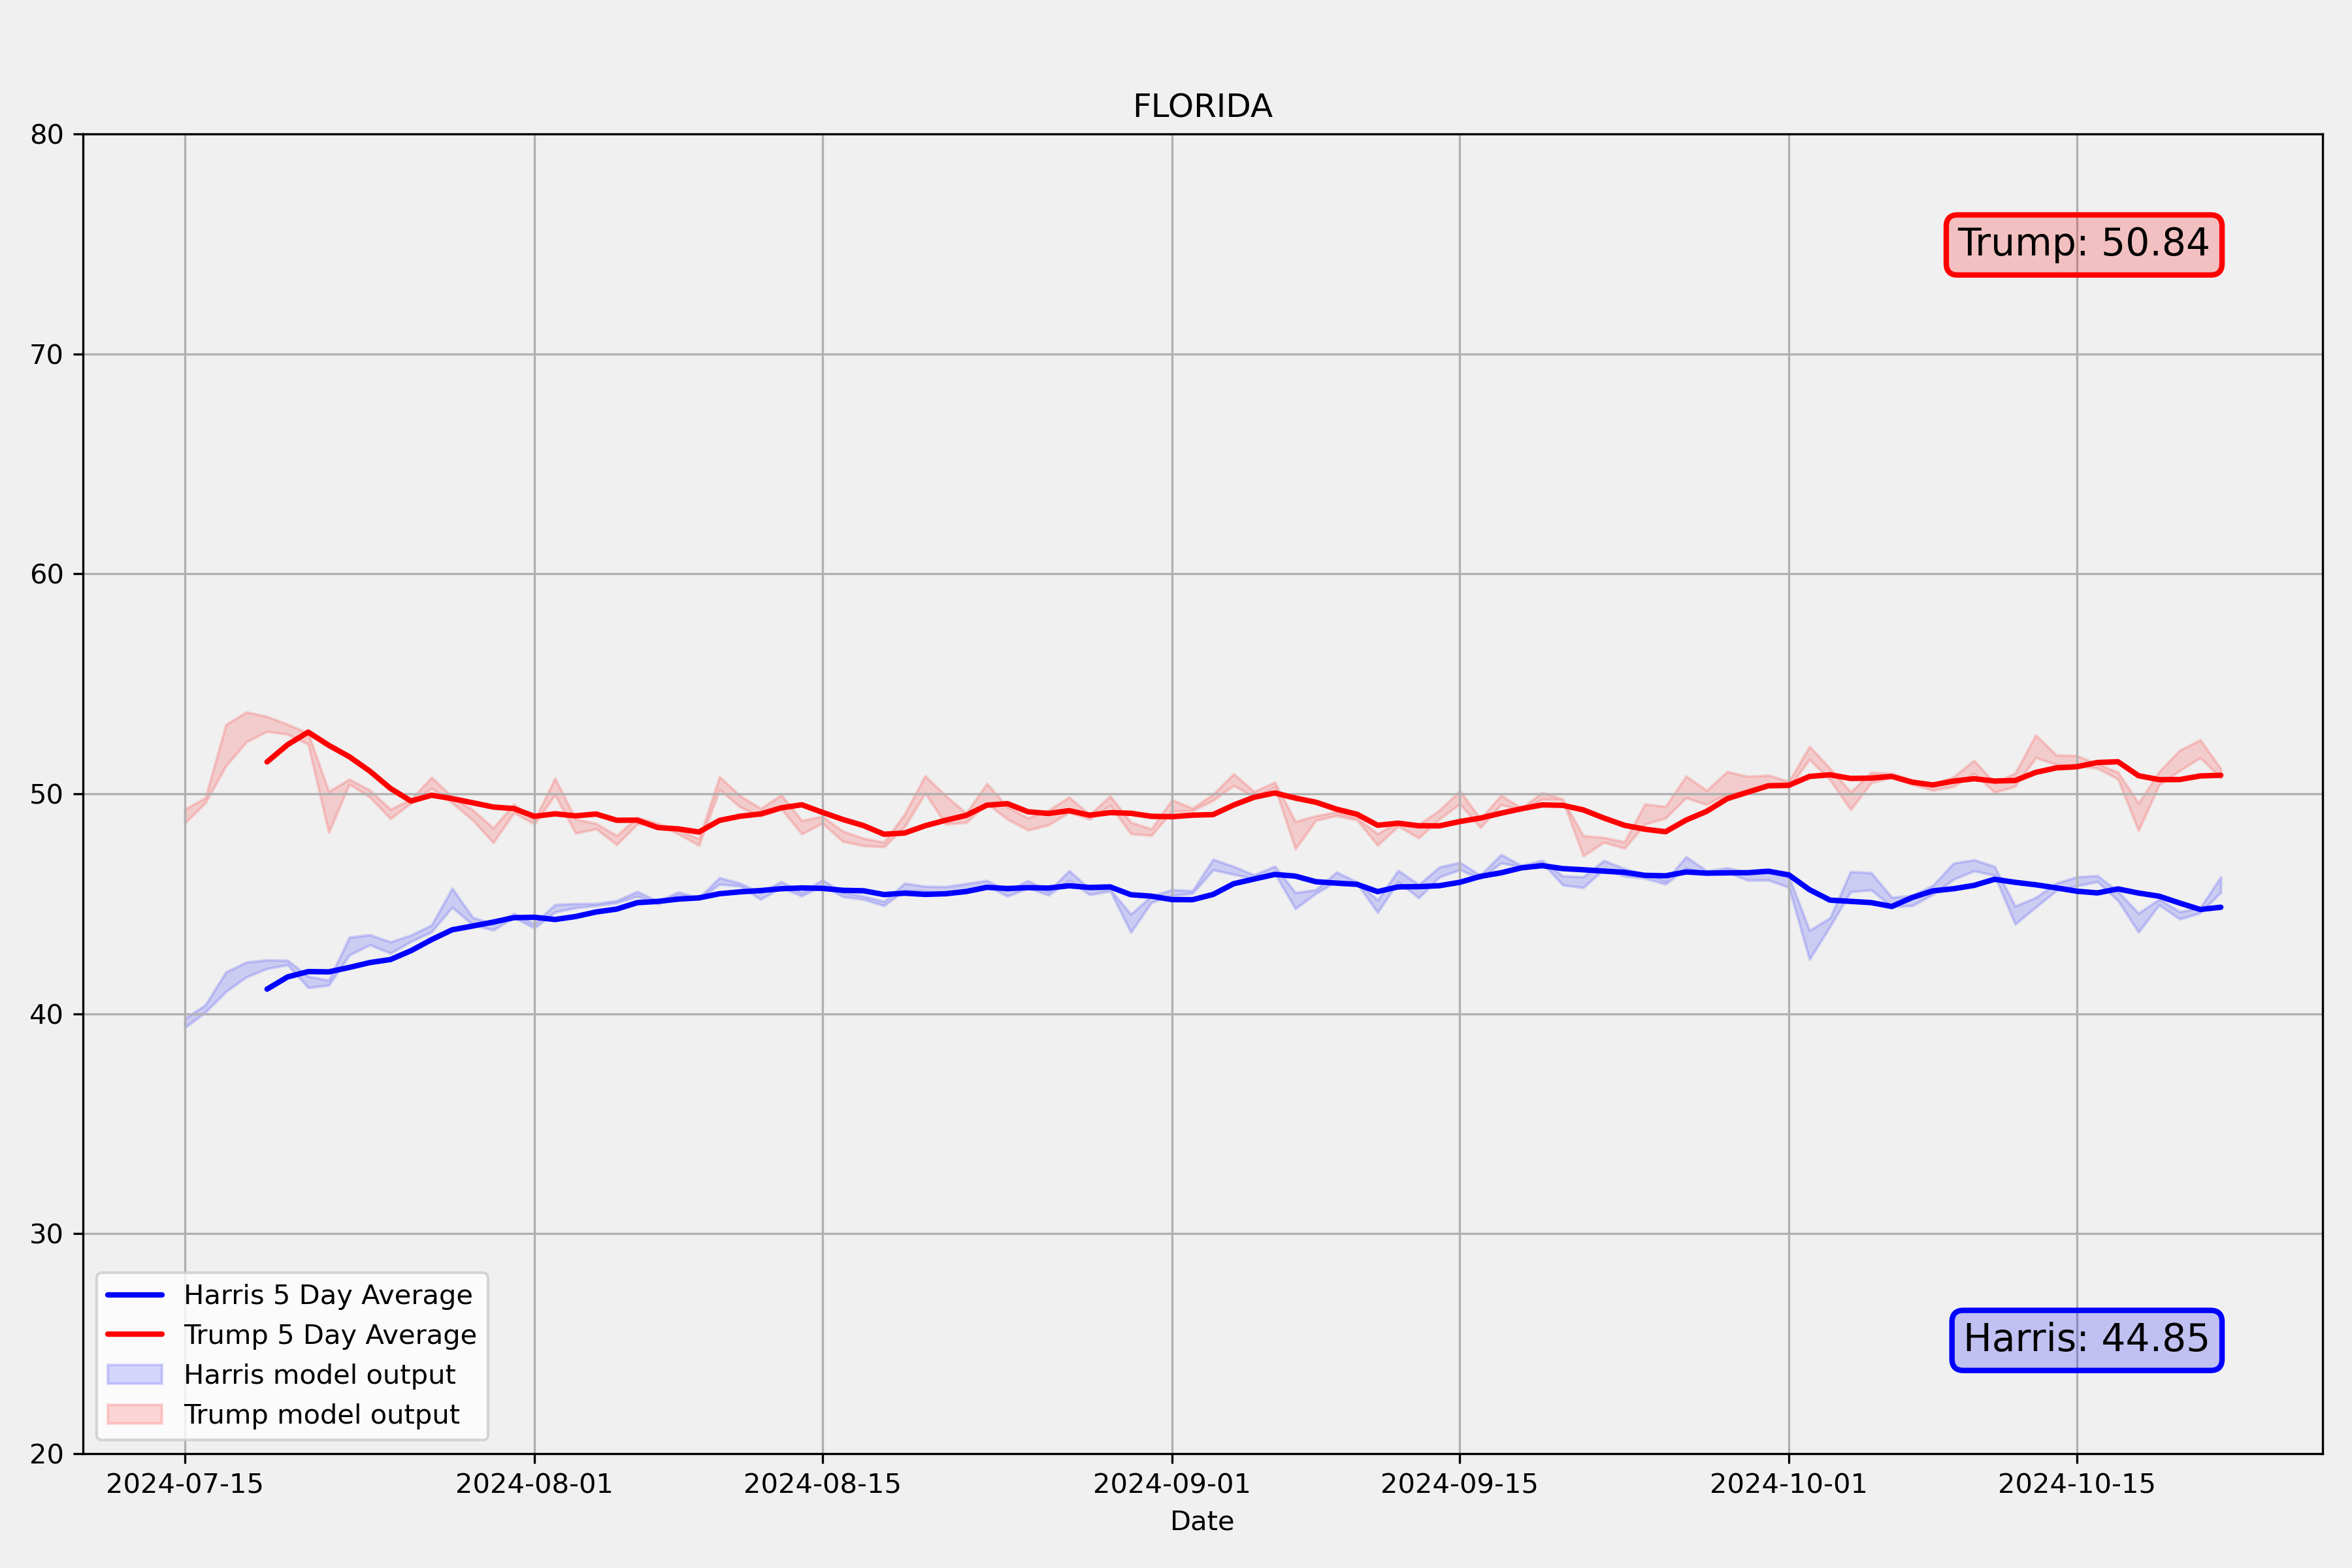 FLORIDA
80
70
60
50
40
30
20
Trump: 50.84
Harris: 44.85
Harris 5 Day Average
Trump 5 Day Average
Harris model output
Trump model output
2024-07-15 2024-08-01 2024-08-15 2024-09-01 2024-09-15 2024-10-01 2024-10-15
Date